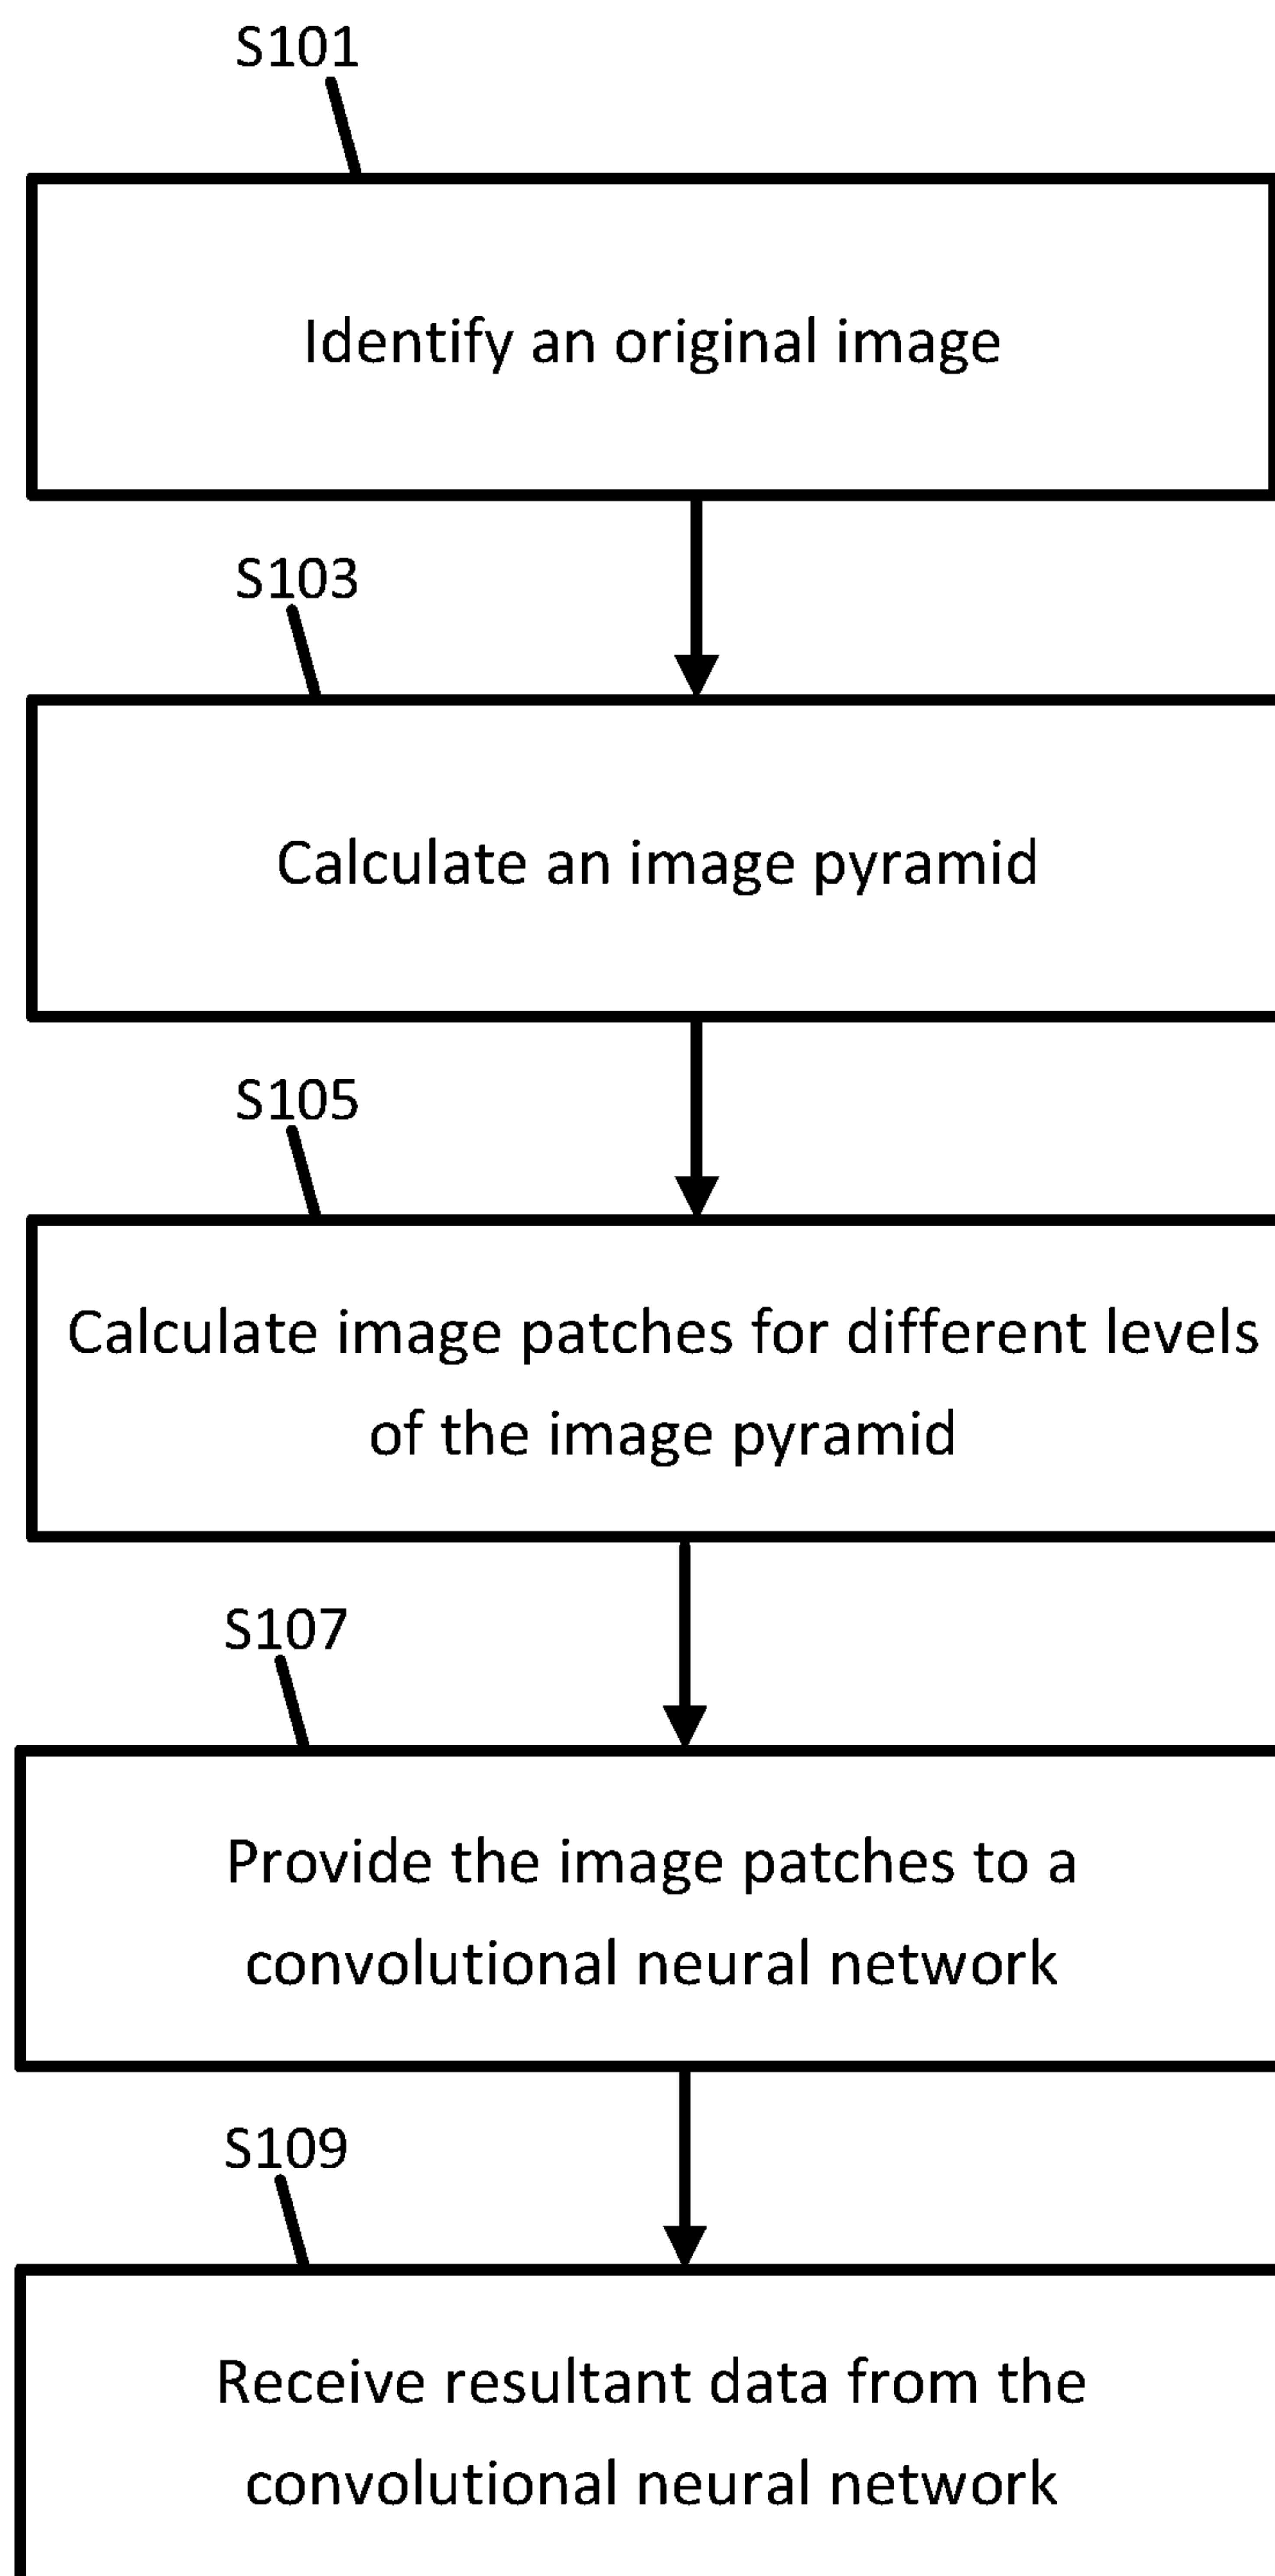 S101
Identify an original image
S103
Calculate an image pyramid
S105
Calculate image patches for different levels
of the image pyramid
S107
Provide the image patches to a
convolutional neural network
S109
Receive resultant data from the
convolutional neural network